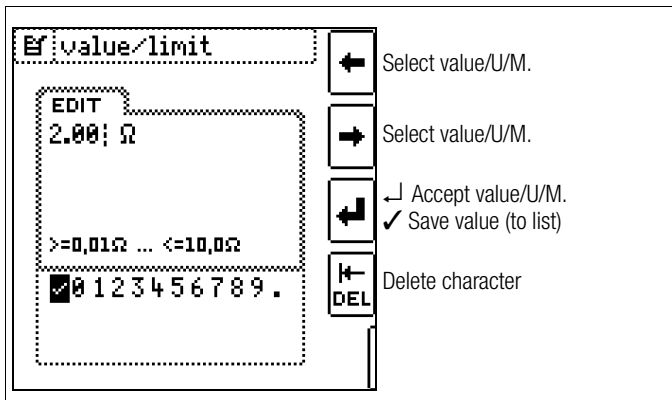 value/limit
EDIT
2.00 Ω
>=0,01Ω ... <=10,0Ω
✓0123456789.
DEL
Select value/U/M.
Select value/U/M.
↵ Accept value/U/M.
✓ Save value (to list)
Delete character